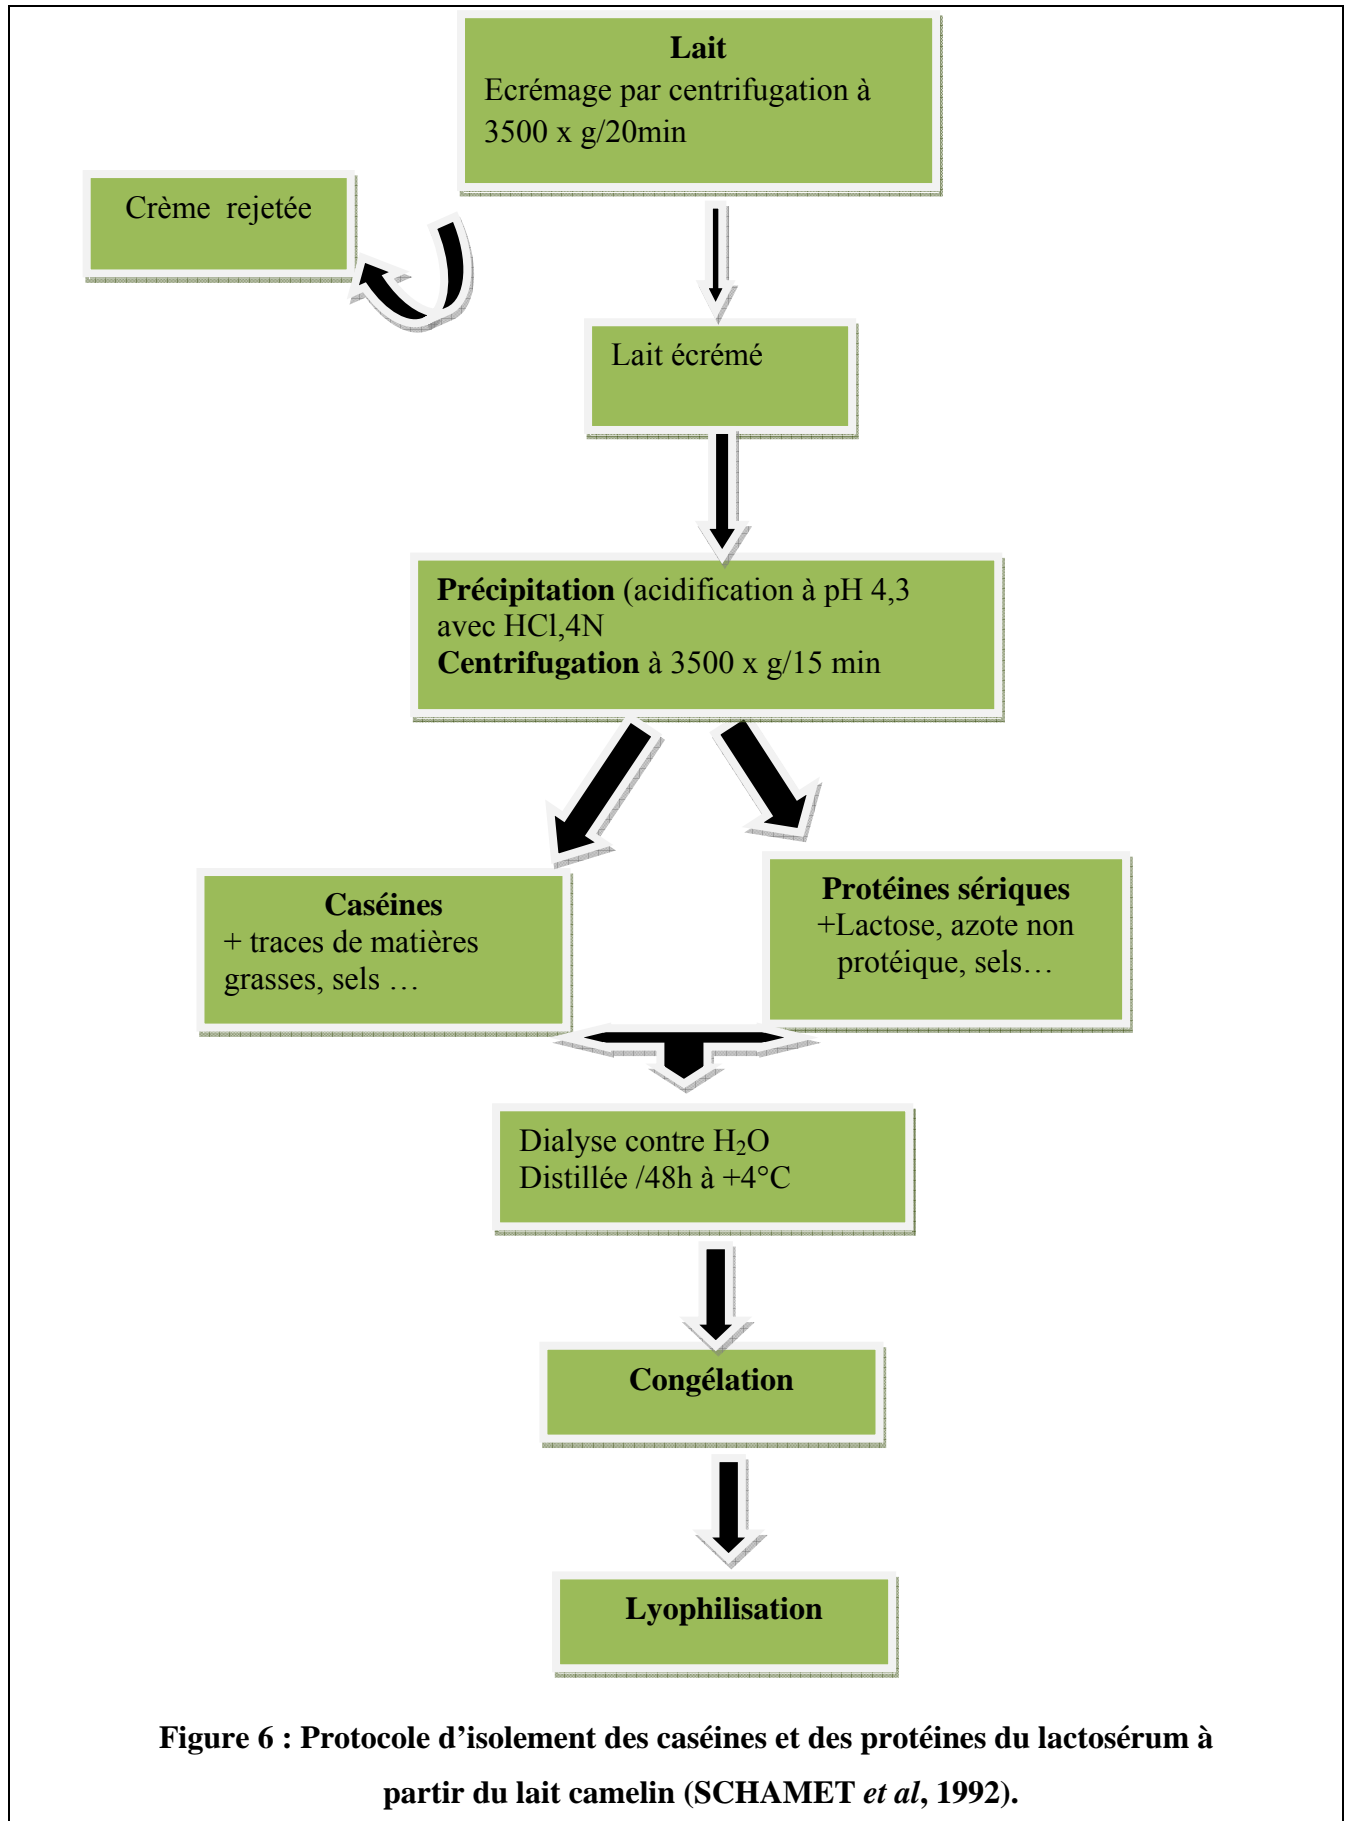 Lait
Ecrémage par centrifugation à
3500 x g/20min
Crème rejetée
Lait écrémé
Précipitation (acidification à pH 4,3
avec HCl,4N
Centrifugation à 3500 x g/15 min
Caséines
+ traces de matières
grasses, sels …
Protéines sériques
+Lactose, azote non
protéique, sels…
Dialyse contre H₂O
Distillée /48h à +4°C
Congélation
Lyophilisation
Figure 6 : Protocole d’isolement des caséines et des protéines du lactosérum à
partir du lait camelin (SCHAMET et al, 1992).